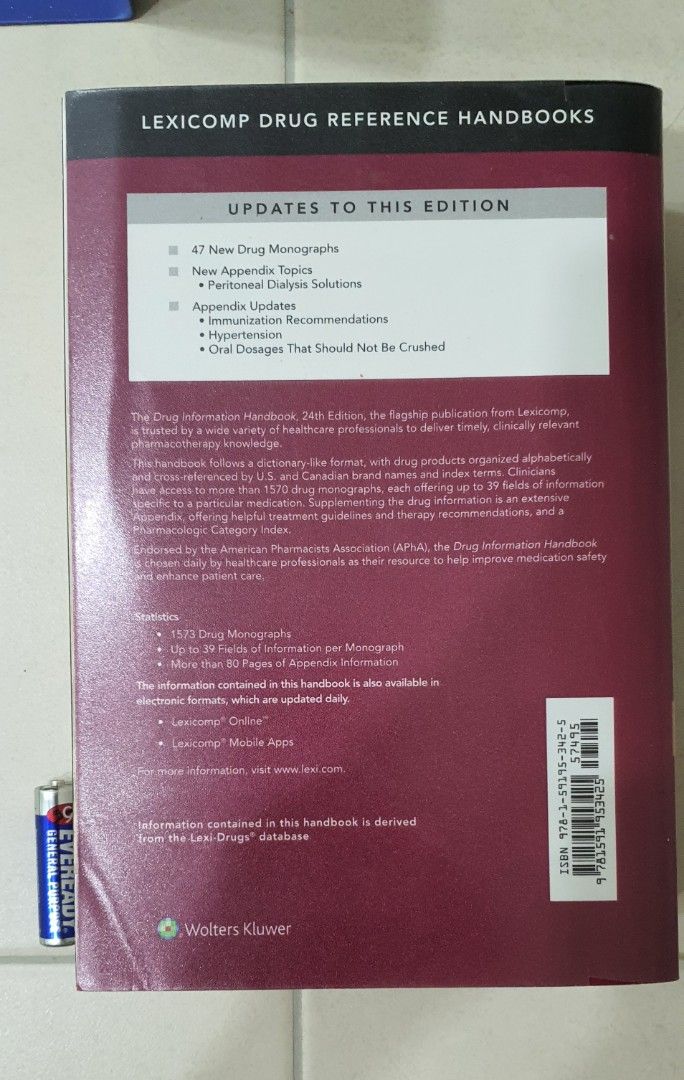 LEXICOMP DRUG REFERENCE HANDBOOKS
UPDATES TO THIS EDITION
47 New Drug Monographs
New Appendix Topics
• Peritoneal Dialysis Solutions
Appendix Updates
• Immunization Recommendations
• Hypertension
• Oral Dosages That Should Not Be Crushed
The Drug Information Handbook, 24th Edition, the flagship publication from Lexicomp,
is trusted by a wide variety of healthcare professionals to deliver timely, clinically relevant
pharmacotherapy knowledge.
This handbook follows a dictionary-like format, with drug products organized alphabetically
and cross-referenced by U.S. and Canadian brand names and index terms. Clinicians
have access to more than 1570 drug monographs, each offering up to 39 fields of information
specific to a particular medication. Supplementing the drug information is an extensive
Appendix, offering helpful treatment guidelines and therapy recommendations, and a
Pharmacologic Category Index.
Endorsed by the American Pharmacists Association (APhA), the Drug Information Handbook
is chosen daily by healthcare professionals as their resource to help improve medication safety
and enhance patient care.
Statistics
• 1573 Drug Monographs
• Up to 39 Fields of Information per Monograph
• More than 80 Pages of Appendix Information
The information contained in this handbook is also available in
electronic formats, which are updated daily.
• Lexicomp® Online™
• Lexicomp® Mobile Apps
For more information, visit www.lexi.com.
Information contained in this handbook is derived
from the Lexi-Drugs® database
Wolters Kluwer
ISBN 978-1-59195-342-5
57495
9781591953425
EVEREADY
GENERAL PURPOSE